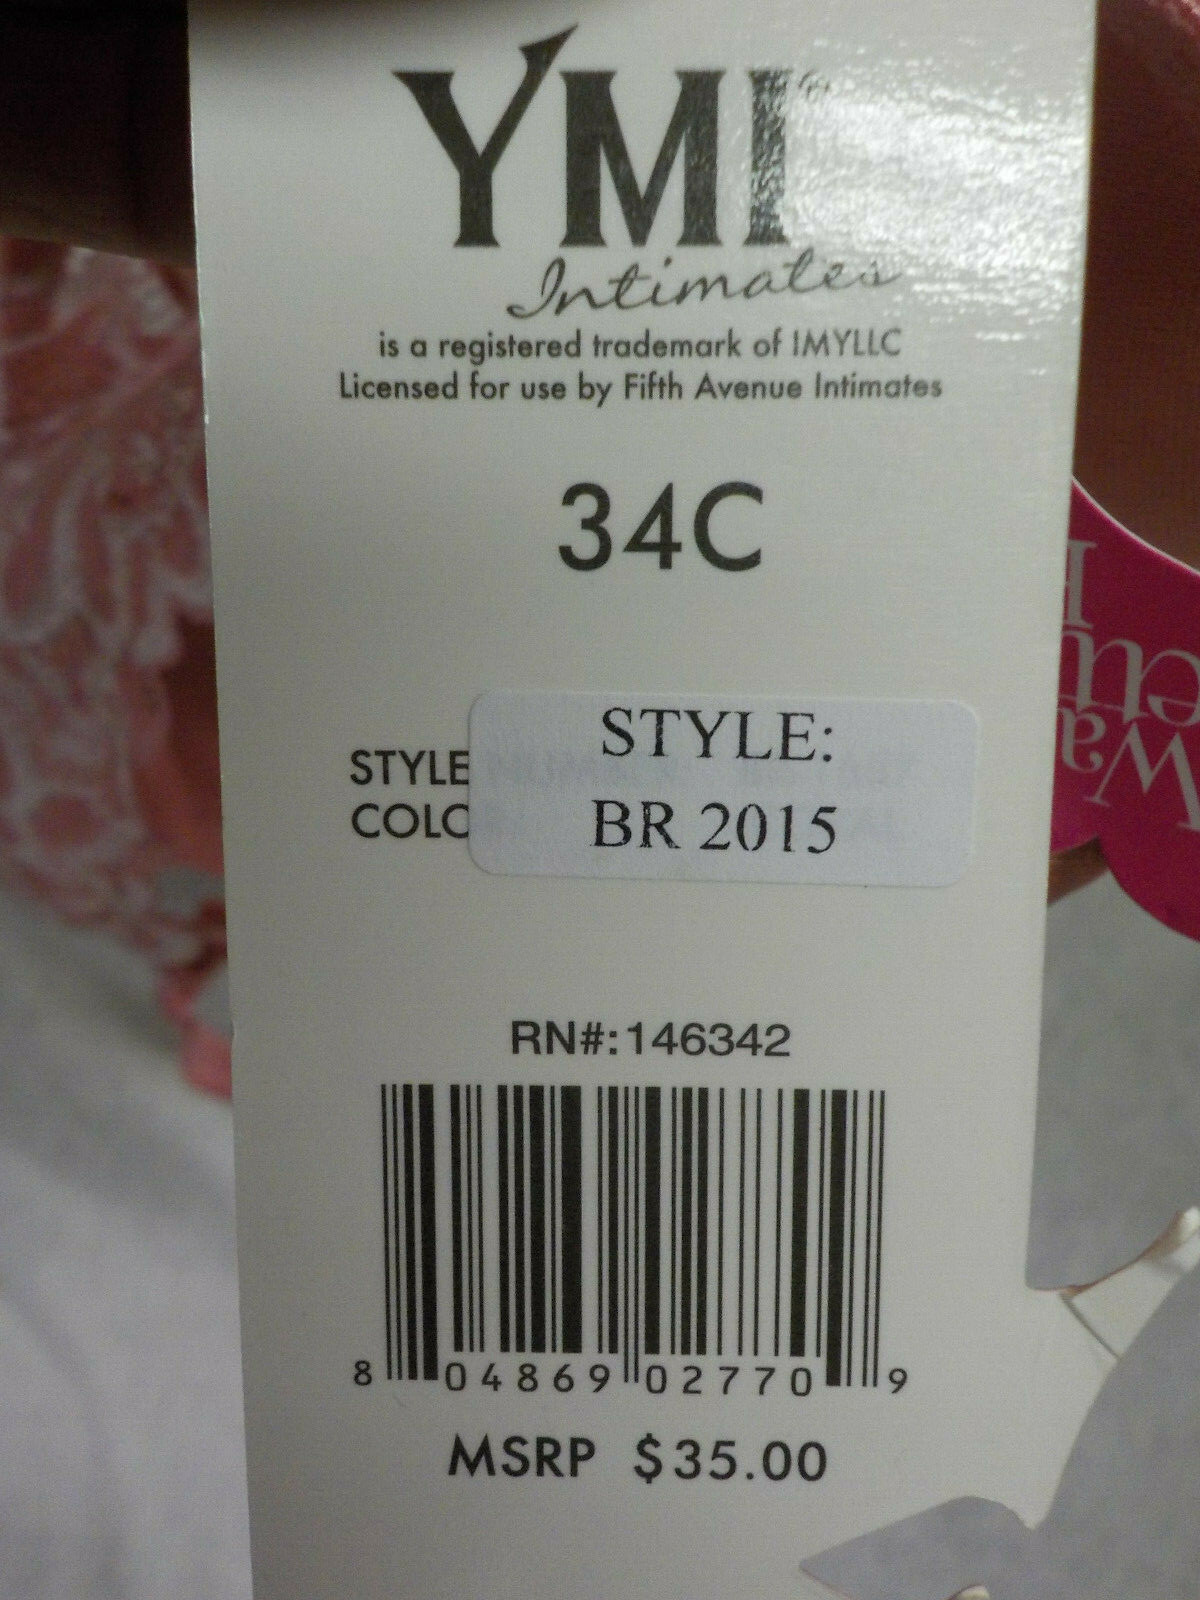 YMI
Intimates
is a registered trademark of IMYLLC
Licensed for use by Fifth Avenue Intimates
34C
STYLE
COLO
STYLE:
BR 2015
RN#: 146342
8 04869 02770 9
MSRP $35.00